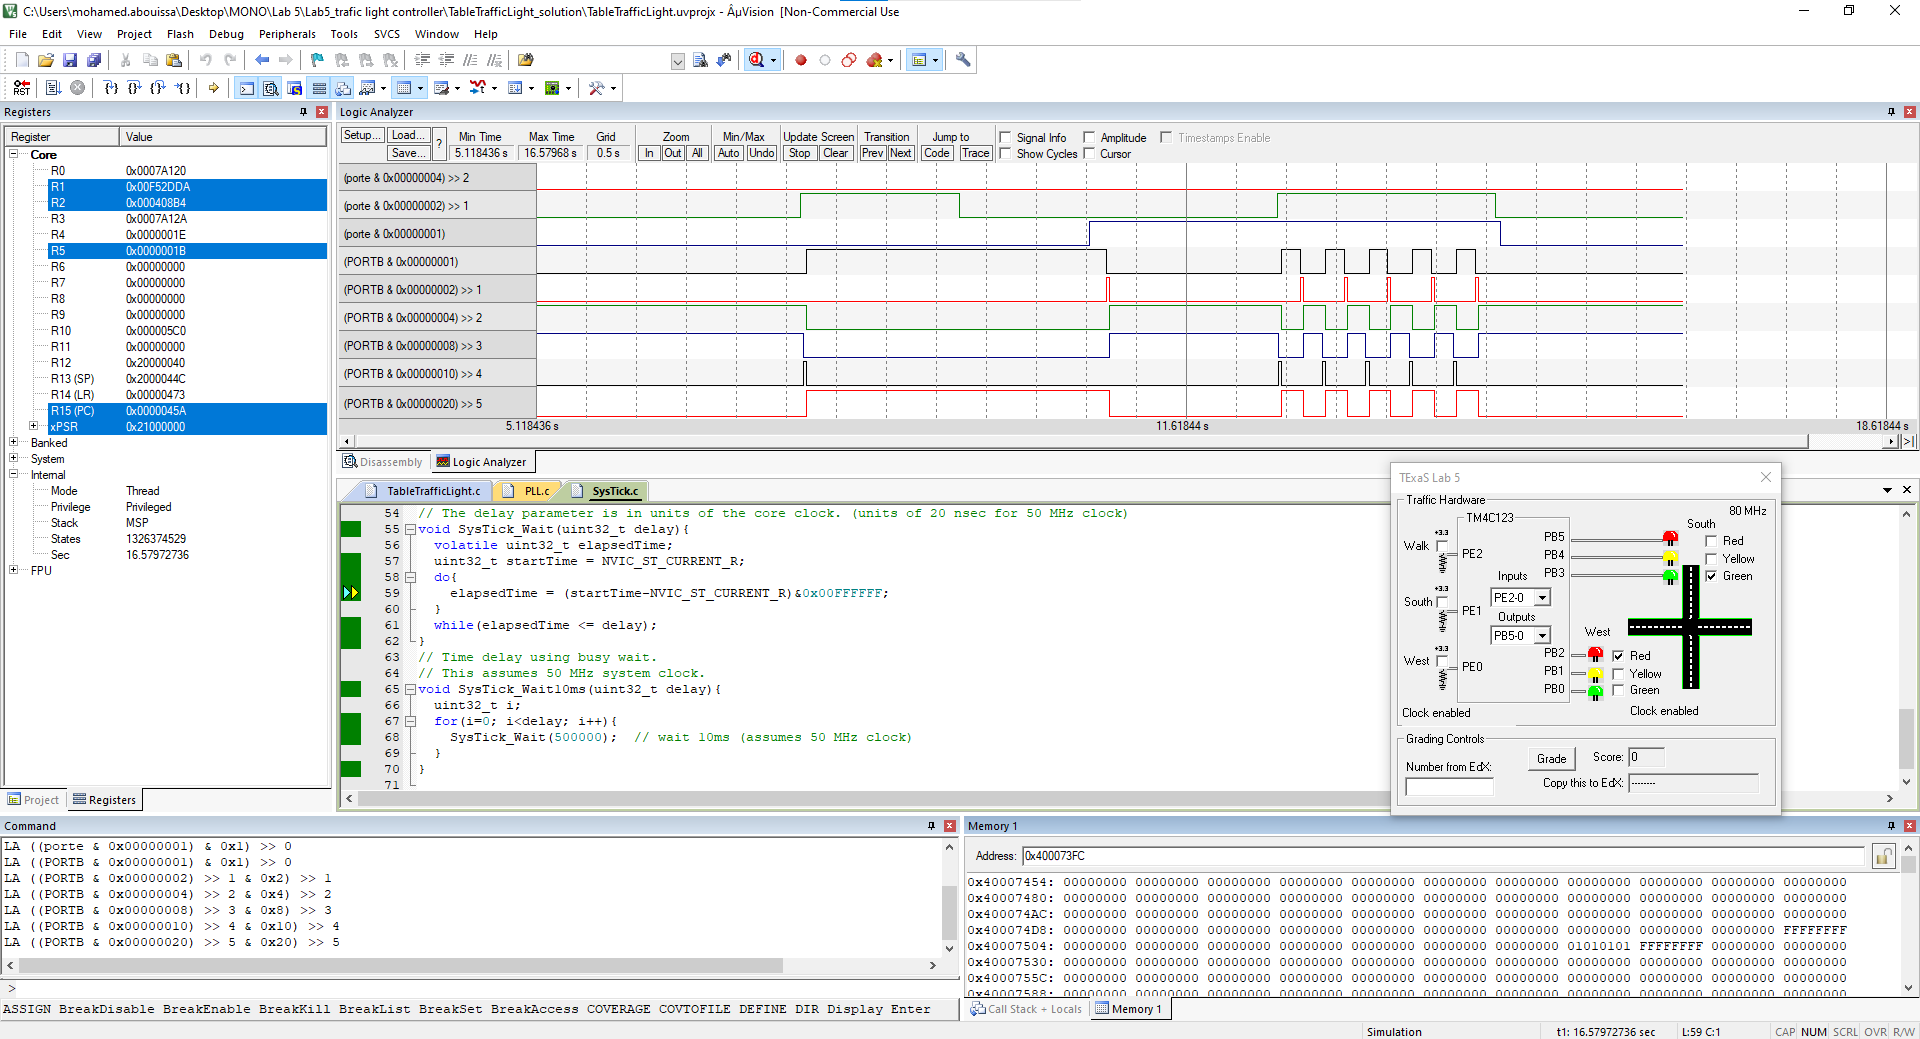 C:\Users\mohamed.abouissa\Desktop\MONO\Lab 5\Lab5_trafic light controller\TableTrafficLight_solution\TableTrafficLight.uvprojx - ÂµVision  [Non-Commercial Use
File Edit View Project Flash Debug Peripherals Tools SVCS Window Help
RST
Registers
Register Value
Core
R0 0x0007A120
R1 0x00F52DDA
R2 0x000408B4
R3 0x0007A12A
R4 0x0000001E
R5 0x0000001B
R6 0x00000000
R7 0x00000000
R8 0x00000000
R9 0x00000000
R10 0x000005C0
R11 0x00000000
R12 0x20000040
R13 (SP) 0x2000044C
R14 (LR) 0x00000473
R15 (PC) 0x0000045A
xPSR 0x21000000
Banked
System
Internal
Mode Thread
Privilege Privileged
Stack MSP
States 1326374529
Sec 16.57972736
FPU
Project Registers
Logic Analyzer
Setup... Load... Save... ?
Min Time Max Time Grid Zoom Min/Max Update Screen Transition Jump to
5.118436 s 16.57968 s 0.5 s In Out All Auto Undo Stop Clear Prev Next Code Trace
Signal Info Amplitude Timestamps Enable
Show Cycles Cursor
(porte & 0x00000004) >> 2
(porte & 0x00000002) >> 1
(porte & 0x00000001)
(PORTB & 0x00000001)
(PORTB & 0x00000002) >> 1
(PORTB & 0x00000004) >> 2
(PORTB & 0x00000008) >> 3
(PORTB & 0x00000010) >> 4
(PORTB & 0x00000020) >> 5
5.118436 s 11.61844 s 18.61844 s
Disassembly Logic Analyzer
TableTrafficLight.c PLL.c SysTick.c
54 // The delay parameter is in units of the core clock. (units of 20 nsec for 50 MHz clock)
55 void SysTick_Wait(uint32_t delay){
56 volatile uint32_t elapsedTime;
57 uint32_t startTime = NVIC_ST_CURRENT_R;
58 do{
59 elapsedTime = (startTime-NVIC_ST_CURRENT_R)&0x00FFFFFF;
60 }
61 while(elapsedTime <= delay);
62 }
63 // Time delay using busy wait.
64 // This assumes 50 MHz system clock.
65 void SysTick_Wait10ms(uint32_t delay){
66 uint32_t i;
67 for(i=0; i<delay; i++){
68 SysTick_Wait(500000);  // wait 10ms (assumes 50 MHz clock)
69 }
70 }
71
TExaS Lab 5
Traffic Hardware
80 MHz
TM4C123
South
+3.3
Walk PE2
PB5 Red
PB4 Yellow
PB3 Green
Inputs
PE2-0
+3.3
South PE1
Outputs
PB5-0
West
+3.3
West PE0
PB2 Red
PB1 Yellow
PB0 Green
Clock enabled
Clock enabled
Grading Controls
Number from EdX:
Grade
Score: 0
Copy this to EdX: --------
Command
LA ((porte & 0x00000001) & 0x1) >> 0
LA ((PORTB & 0x00000001) & 0x1) >> 0
LA ((PORTB & 0x00000002) >> 1 & 0x2) >> 1
LA ((PORTB & 0x00000004) >> 2 & 0x4) >> 2
LA ((PORTB & 0x00000008) >> 3 & 0x8) >> 3
LA ((PORTB & 0x00000010) >> 4 & 0x10) >> 4
LA ((PORTB & 0x00000020) >> 5 & 0x20) >> 5
>
ASSIGN BreakDisable BreakEnable BreakKill BreakList BreakSet BreakAccess COVERAGE COVTOFILE DEFINE DIR Display Enter
Memory 1
Address: 0x400073FC
0x40007454: 00000000 00000000 00000000 00000000 00000000 00000000 00000000 00000000 00000000 00000000 00000000
0x40007480: 00000000 00000000 00000000 00000000 00000000 00000000 00000000 00000000 00000000 00000000 00000000
0x400074AC: 00000000 00000000 00000000 00000000 00000000 00000000 00000000 00000000 00000000 00000000 00000000
0x400074D8: 00000000 00000000 00000000 00000000 00000000 00000000 00000000 00000000 00000000 00000000 FFFFFFFF
0x40007504: 00000000 00000000 00000000 00000000 00000000 00000000 00000000 01010101 FFFFFFFF 00000000 00000000
0x40007530: 00000000 00000000 00000000 00000000 00000000 00000000 00000000 00000000 00000000 00000000 00000000
0x4000755C: 00000000 00000000 00000000 00000000 00000000 00000000 00000000 00000000 00000000 00000000 00000000
0x40007588: 00000000 00000000 00000000 00000000 00000000 00000000 00000000 00000000 00000000 00000000 00000000
Call Stack + Locals Memory 1
Simulation t1: 16.57972736 sec L:59 C:1 CAP NUM SCRL OVR R/W